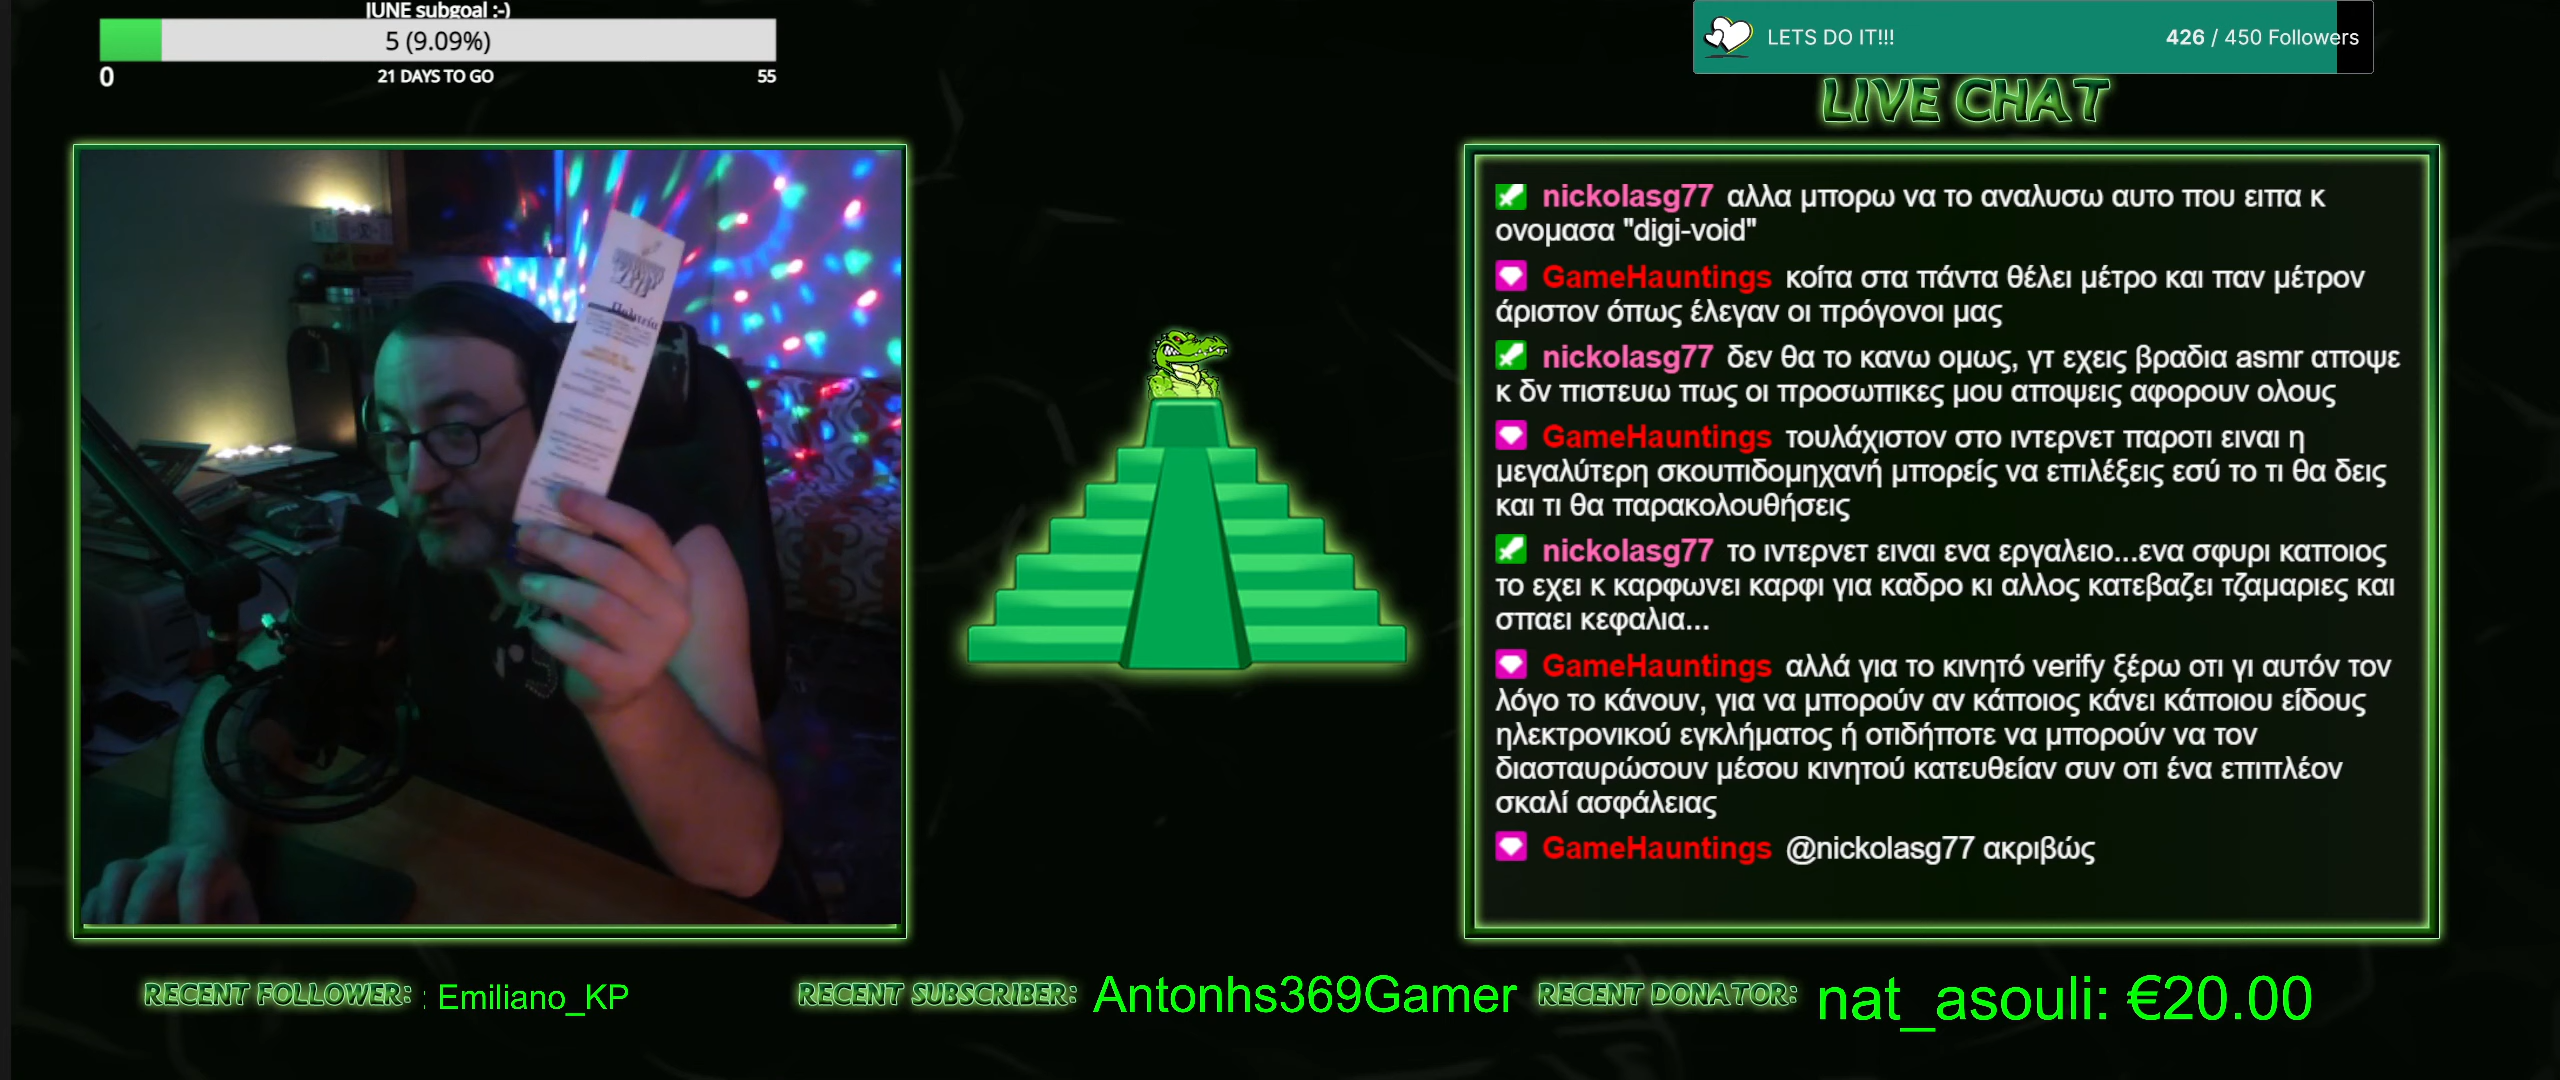 JUNE subgoal :-)
5 (9.09%)
0
21 DAYS TO GO
55
LETS DO IT!!!
426 / 450 Followers
LIVE CHAT
nickolasg77 αλλα μπορω να το αναλυσω αυτο που ειπα κ
ονομασα "digi-void"
GameHauntings κοίτα στα πάντα θέλει μέτρο και παν μέτρον
άριστον όπως έλεγαν οι πρόγονοι μας
nickolasg77 δεν θα το κανω ομως, γτ εχεις βραδια asmr αποψε
κ δν πιστευω πως οι προσωπικες μου αποψεις αφορουν ολους
GameHauntings τουλάχιστον στο ιντερνετ παροτι ειναι η
μεγαλύτερη σκουπιδομηχανή μπορείς να επιλέξεις εσύ το τι θα δεις
και τι θα παρακολουθήσεις
nickolasg77 το ιντερνετ ειναι ενα εργαλειο...ενα σφυρι καποιος
το εχει κ καρφωνει καρφι για καδρο κι αλλος κατεβαζει τζαμαριες και
σπαει κεφαλια...
GameHauntings αλλά για το κινητό verify ξέρω οτι γι αυτόν τον
λόγο το κάνουν, για να μπορούν αν κάποιος κάνει κάποιου είδους
ηλεκτρονικού εγκλήματος ή οτιδήποτε να μπορούν να τον
διασταυρώσουν μέσου κινητού κατευθείαν συν οτι ένα επιπλέον
σκαλί ασφάλειας
GameHauntings @nickolasg77 ακριβώς
RECENT FOLLOWER: : Emiliano_KP
RECENT SUBSCRIBER: Antonhs369Gamer
RECENT DONATOR: nat_asouli: €20.00